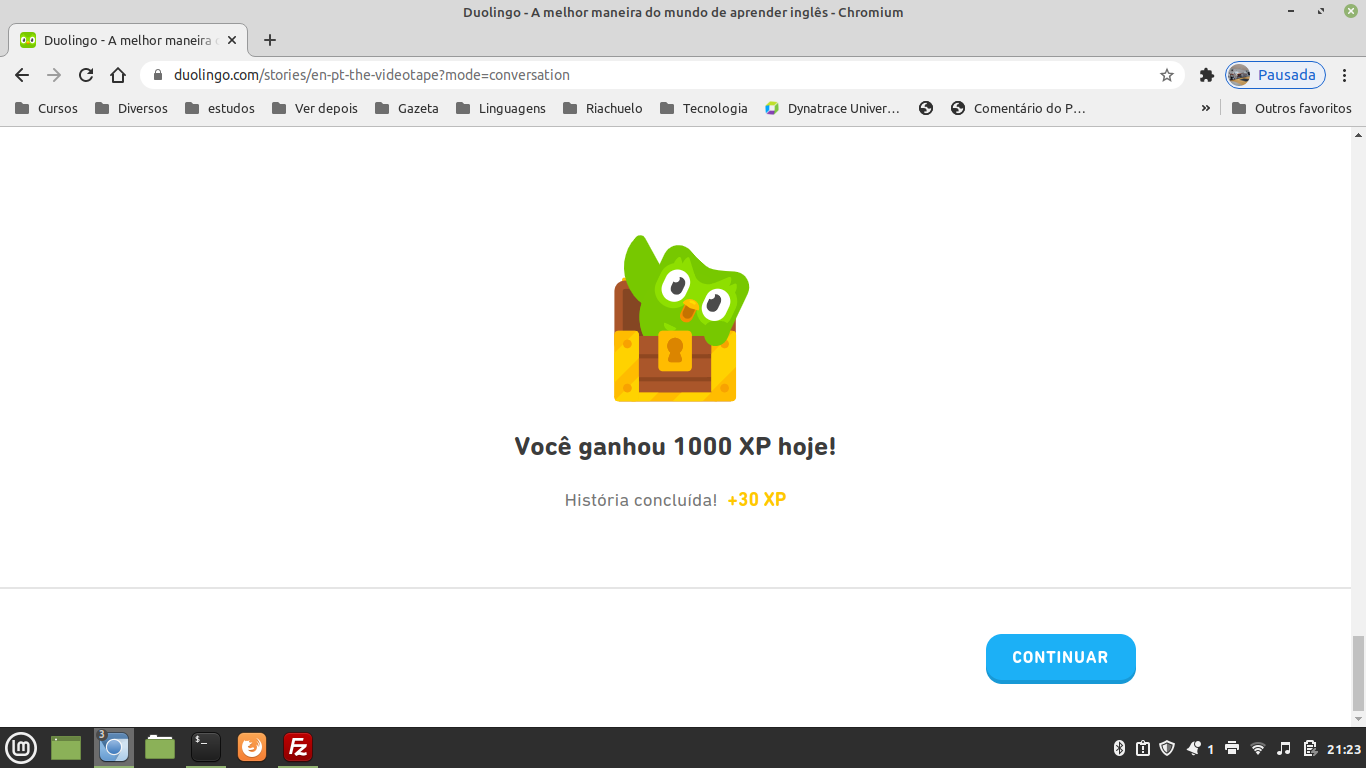 Duolingo - A melhor maneira do mundo de aprender inglês - Chromium
Duolingo - A melhor maneira
duolingo.com/stories/en-pt-the-videotape?mode=conversation
Pausada
Cursos Diversos estudos Ver depois Gazeta Linguagens Riachuelo Tecnologia Dynatrace Univer… Comentário do P… » Outros favoritos
Você ganhou 1000 XP hoje!
História concluída! +30 XP
CONTINUAR
3 $_ FZ 1 21:23